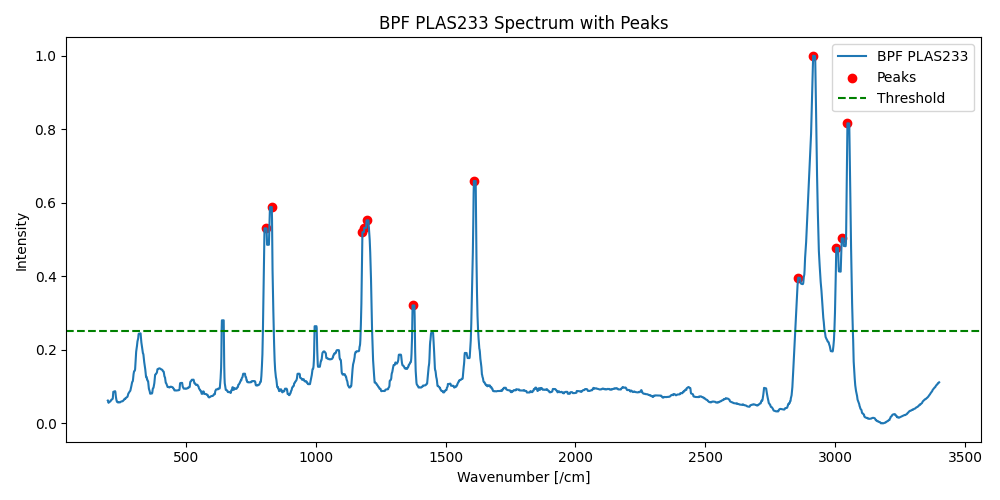 BPF PLAS233 Spectrum with Peaks
BPF PLAS233
Peaks
Threshold
Intensity
1.0
0.8
0.6
0.4
0.2
0.0
500
1000
1500
2000
2500
3000
3500
Wavenumber [/cm]